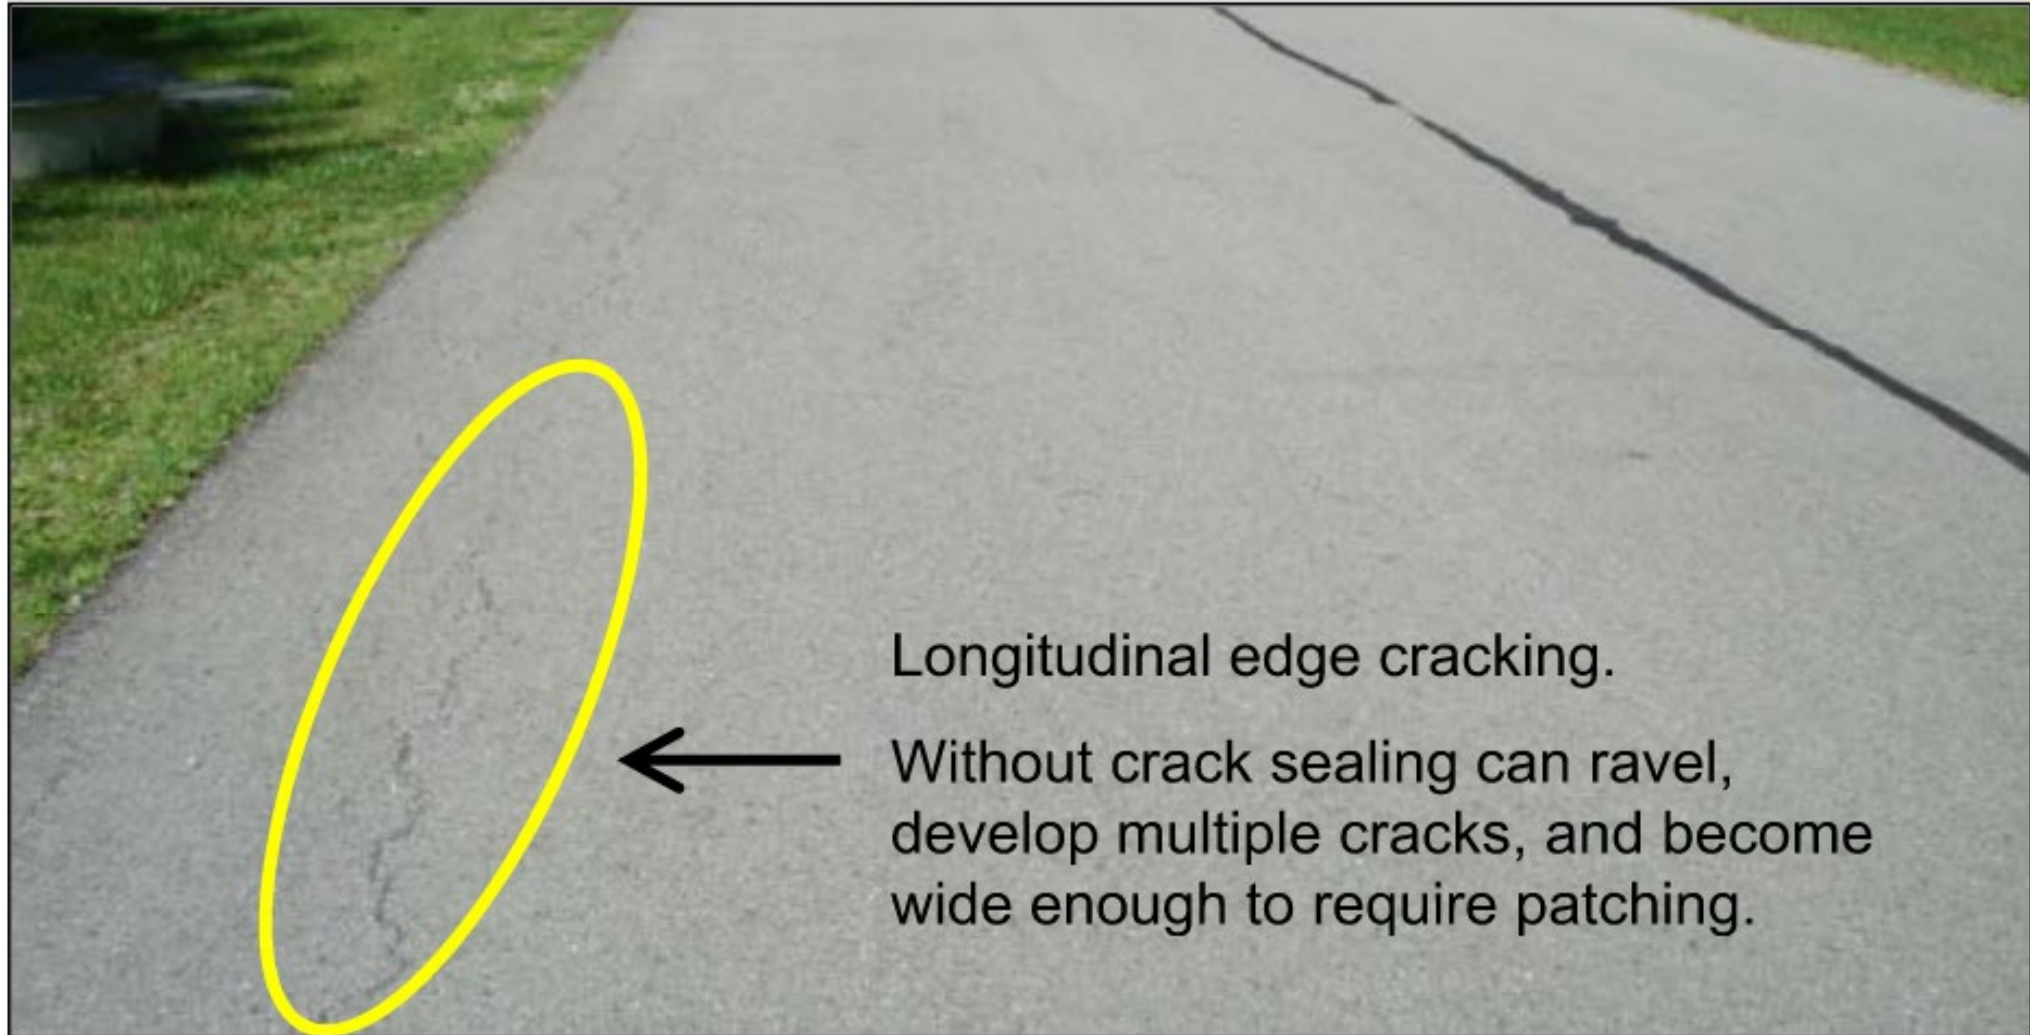 Longitudinal edge cracking.
Without crack sealing can ravel,
develop multiple cracks, and become
wide enough to require patching.